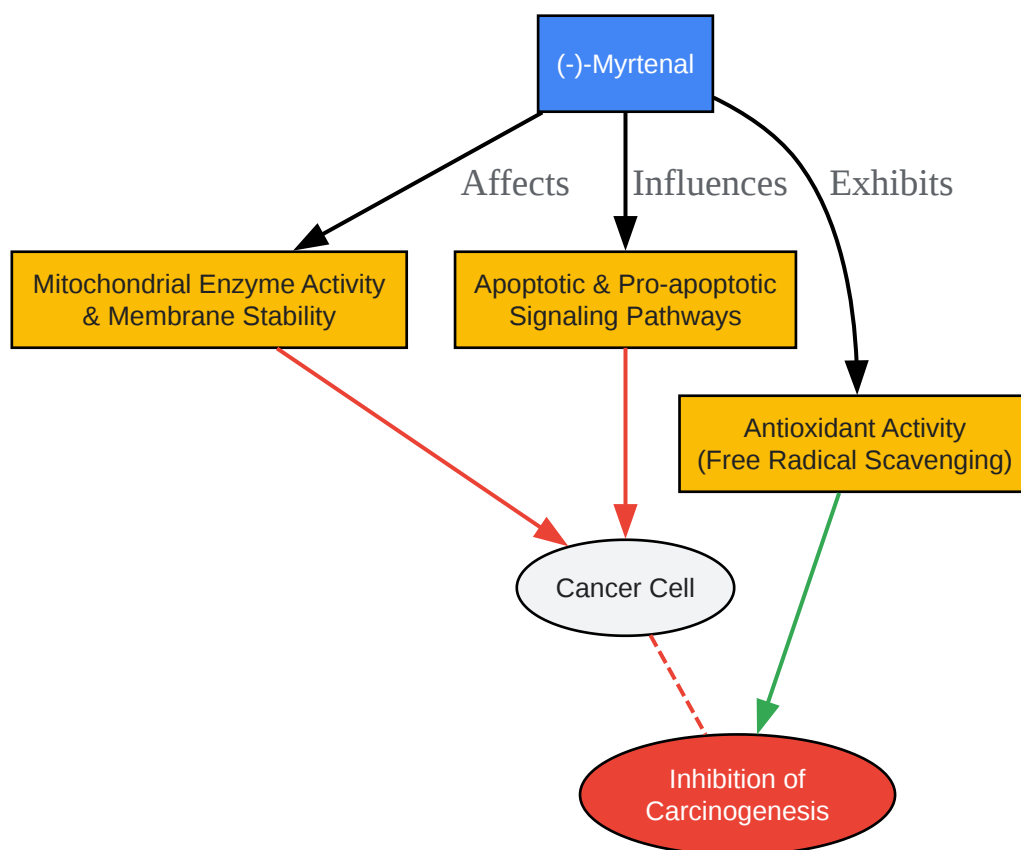 (-)-Myrtenal
Affects
Influences
Exhibits
Mitochondrial Enzyme Activity
& Membrane Stability
Apoptotic & Pro-apoptotic
Signaling Pathways
Antioxidant Activity
(Free Radical Scavenging)
Cancer Cell
Inhibition of
Carcinogenesis